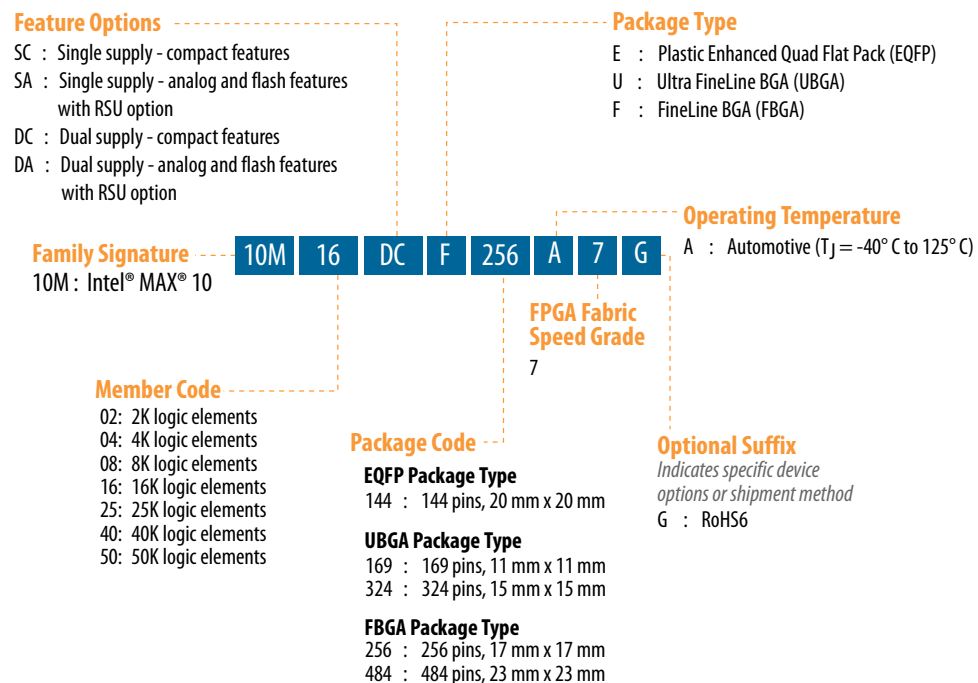 Feature Options
SC : Single supply - compact features
SA : Single supply - analog and flash features
with RSU option
DC : Dual supply - compact features
DA : Dual supply - analog and flash features
with RSU option
Package Type
E : Plastic Enhanced Quad Flat Pack (EQFP)
U : Ultra FineLine BGA (UBGA)
F : FineLine BGA (FBGA)
Operating Temperature
A : Automotive (TJ = -40° C to 125° C)
Family Signature
10M : Intel® MAX® 10
10M 16 DC F 256 A 7 G
FPGA Fabric
Speed Grade
7
Member Code
02: 2K logic elements
04: 4K logic elements
08: 8K logic elements
16: 16K logic elements
25: 25K logic elements
40: 40K logic elements
50: 50K logic elements
Package Code
EQFP Package Type
144 : 144 pins, 20 mm x 20 mm
UBGA Package Type
169 : 169 pins, 11 mm x 11 mm
324 : 324 pins, 15 mm x 15 mm
FBGA Package Type
256 : 256 pins, 17 mm x 17 mm
484 : 484 pins, 23 mm x 23 mm
Optional Suffix
Indicates specific device
options or shipment method
G : RoHS6